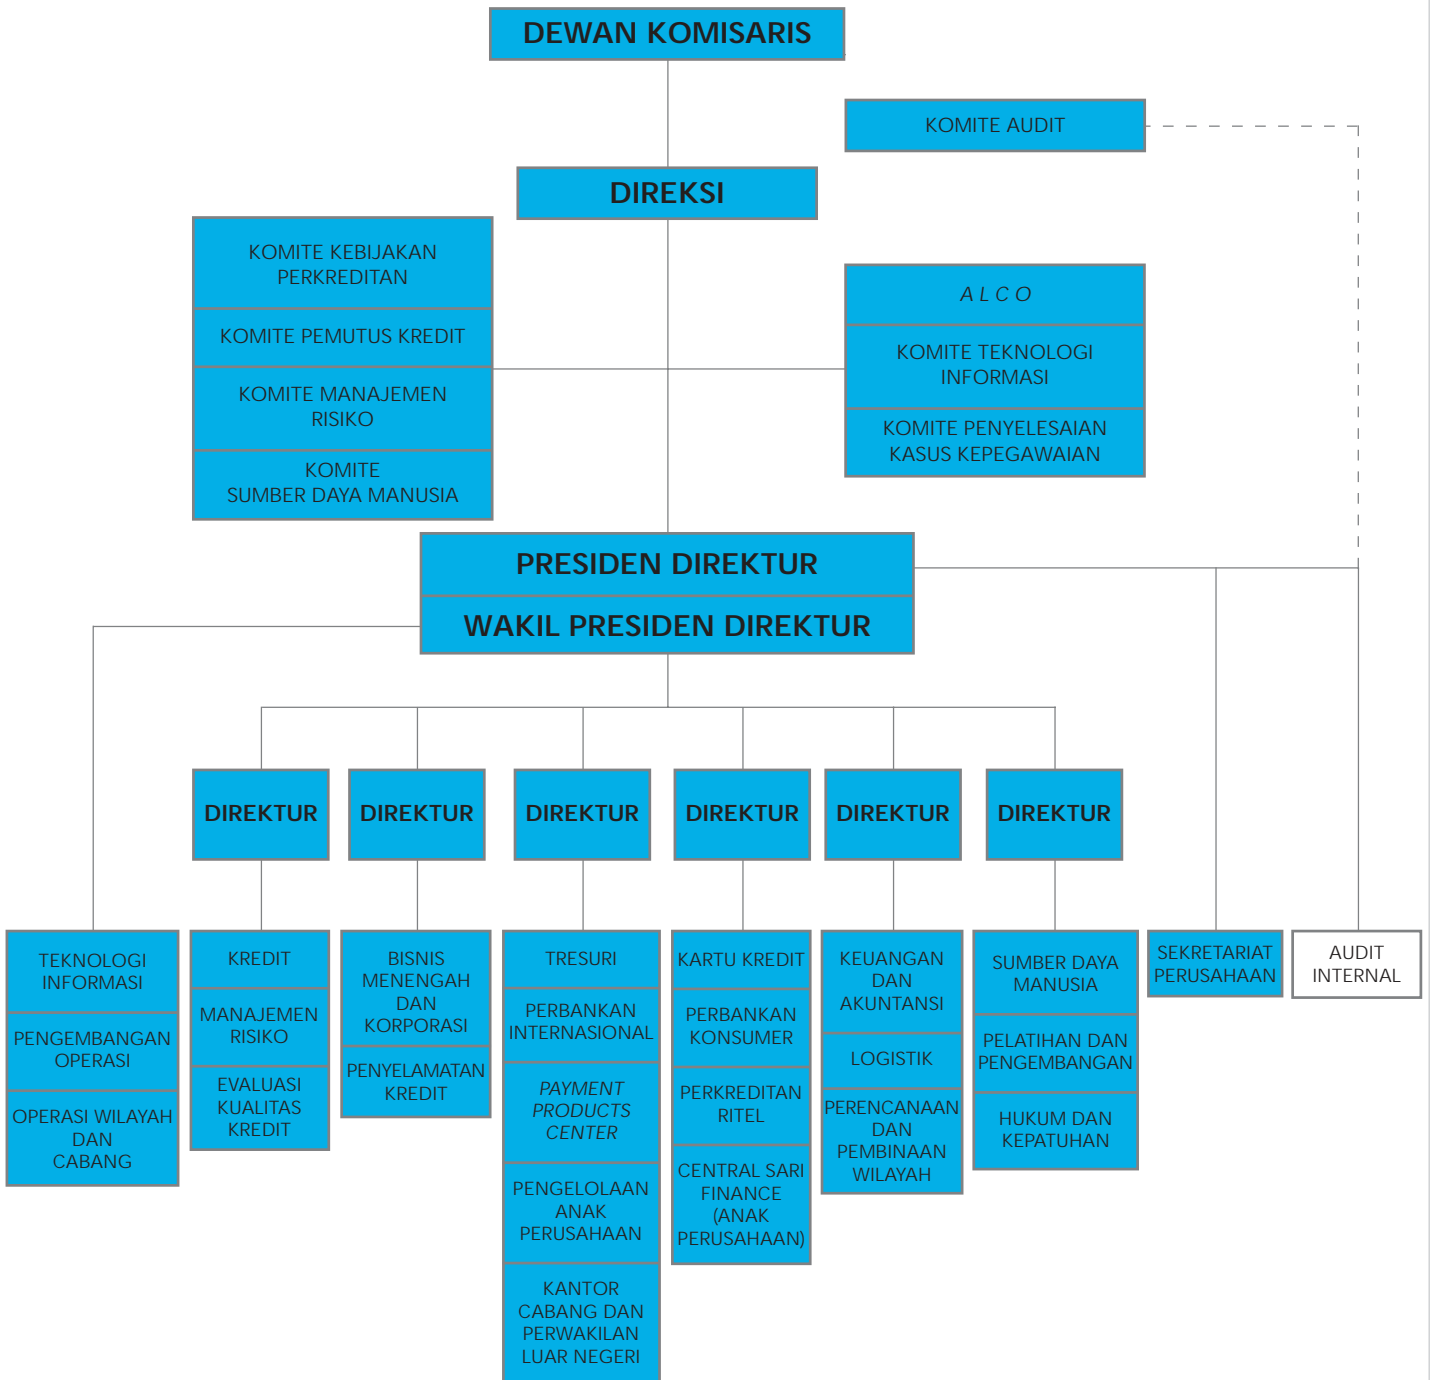 DEWAN KOMISARIS
KOMITE AUDIT
DIREKSI
KOMITE KEBIJAKAN
PERKREDITAN
KOMITE PEMUTUS KREDIT
KOMITE MANAJEMEN
RISIKO
KOMITE
SUMBER DAYA MANUSIA
A L C O
KOMITE TEKNOLOGI
INFORMASI
KOMITE PENYELESAIAN
KASUS KEPEGAWAIAN
PRESIDEN DIREKTUR
WAKIL PRESIDEN DIREKTUR
DIREKTUR
DIREKTUR
DIREKTUR
DIREKTUR
DIREKTUR
DIREKTUR
TEKNOLOGI
INFORMASI
PENGEMBANGAN
OPERASI
OPERASI WILAYAH
DAN
CABANG
KREDIT
MANAJEMEN
RISIKO
EVALUASI
KUALITAS
KREDIT
BISNIS
MENENGAH
DAN
KORPORASI
PENYELAMATAN
KREDIT
TRESURI
PERBANKAN
INTERNASIONAL
PAYMENT
PRODUCTS
CENTER
PENGELOLAAN
ANAK
PERUSAHAAN
KANTOR
CABANG DAN
PERWAKILAN
LUAR NEGERI
KARTU KREDIT
PERBANKAN
KONSUMER
PERKREDITAN
RITEL
CENTRAL SARI
FINANCE
(ANAK
PERUSAHAAN)
KEUANGAN
DAN
AKUNTANSI
LOGISTIK
PERENCANAAN
DAN
PEMBINAAN
WILAYAH
SUMBER DAYA
MANUSIA
PELATIHAN DAN
PENGEMBANGAN
HUKUM DAN
KEPATUHAN
SEKRETARIAT
PERUSAHAAN
AUDIT
INTERNAL